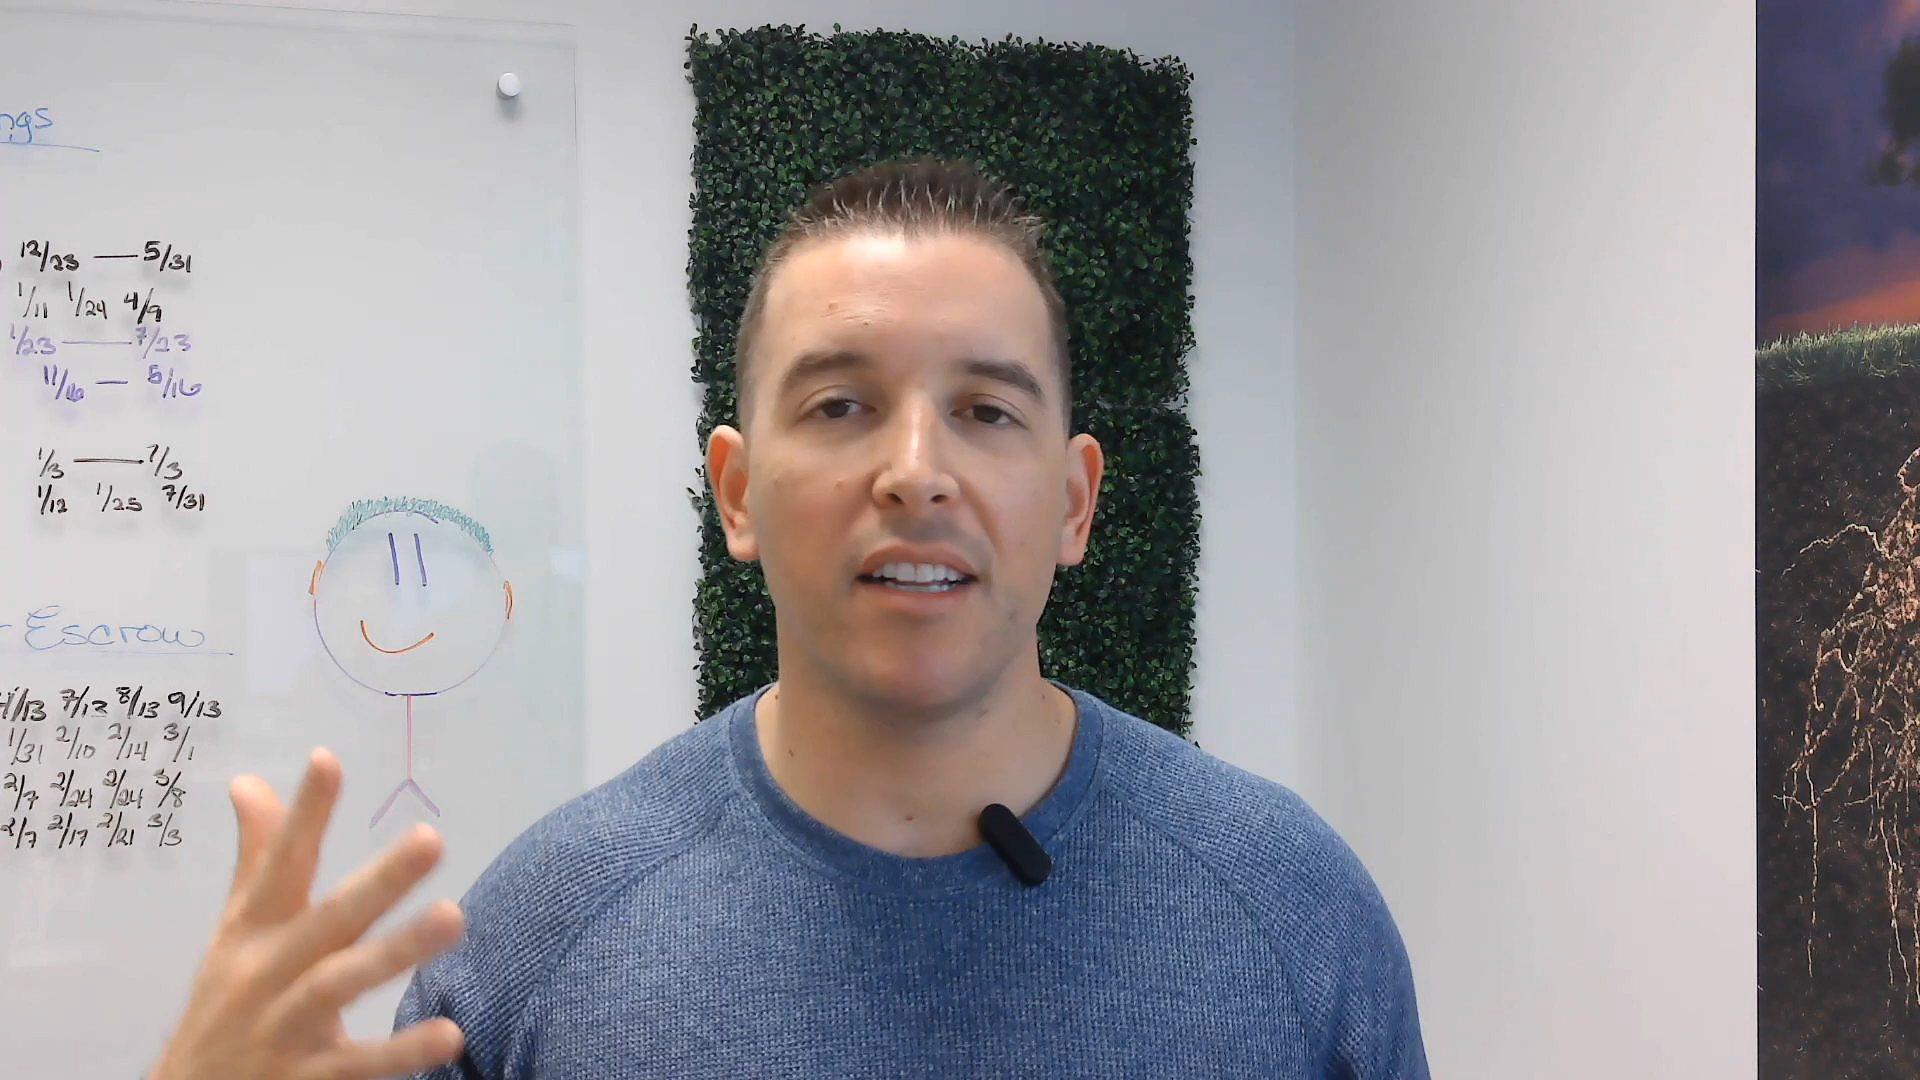 ngs
12/23 — 5/31
1/11 1/24 4/9
1/23 — 7/23
11/16 — 5/16
1/3 — 7/3
1/12 1/25 7/31
Escrow
4/13 7/13 8/13 9/13
1/31 2/10 2/14 3/1
2/7 2/24 2/24 3/8
2/7 2/17 2/21 3/3